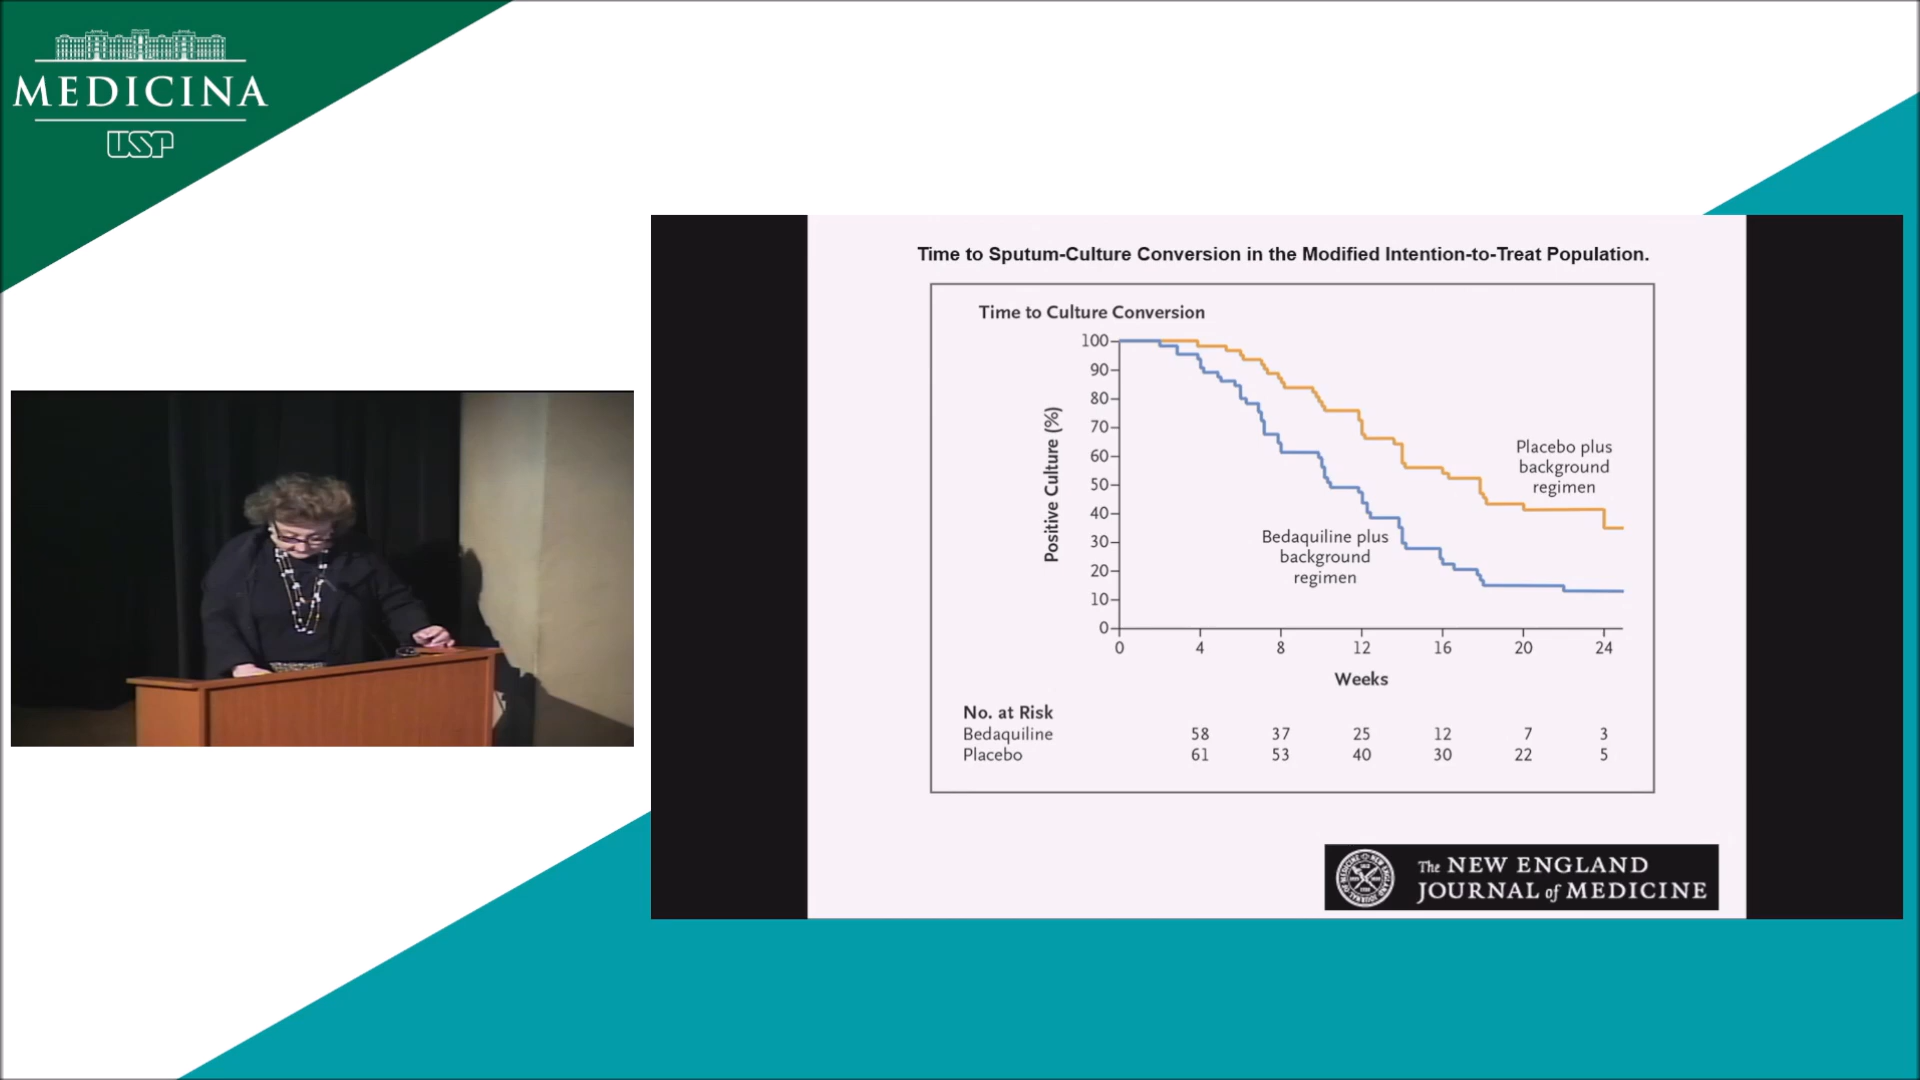 MEDICINA
USP
Time to Sputum-Culture Conversion in the Modified Intention-to-Treat Population.
Time to Culture Conversion
Positive Culture (%)
100
90
80
70
60
50
40
30
20
10
0
Placebo plus
background
regimen
Bedaquiline plus
background
regimen
0 4 8 12 16 20 24
Weeks
No. at Risk
Bedaquiline 58 37 25 12 7 3
Placebo 61 53 40 30 22 5
The NEW ENGLAND
JOURNAL of MEDICINE